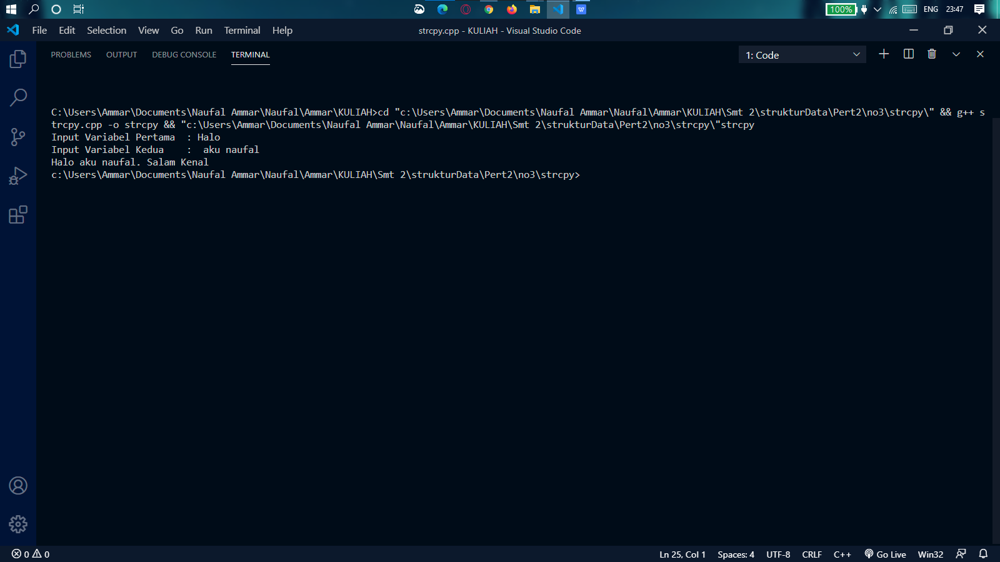 100% ENG 23:47
File Edit Selection View Go Run Terminal Help strcpy.cpp - KULIAH - Visual Studio Code
PROBLEMS OUTPUT DEBUG CONSOLE TERMINAL 1: Code
C:\Users\Ammar\Documents\Naufal Ammar\Naufal\Ammar\KULIAH>cd "c:\Users\Ammar\Documents\Naufal Ammar\Naufal\Ammar\KULIAH\Smt 2\strukturData\Pert2\no3\strcpy\" && g++ s
trcpy.cpp -o strcpy && "c:\Users\Ammar\Documents\Naufal Ammar\Naufal\Ammar\KULIAH\Smt 2\strukturData\Pert2\no3\strcpy\"strcpy
Input Variabel Pertama  : Halo
Input Variabel Kedua    :  aku naufal
Halo aku naufal. Salam Kenal
c:\Users\Ammar\Documents\Naufal Ammar\Naufal\Ammar\KULIAH\Smt 2\strukturData\Pert2\no3\strcpy>
0 0 Ln 25, Col 1 Spaces: 4 UTF-8 CRLF C++ Go Live Win32